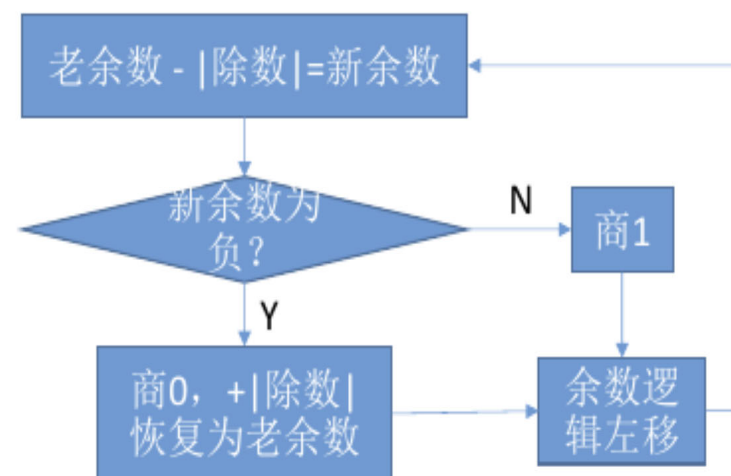 老余数 - |除数|=新余数
新余数为
负?
N
商1
Y
商0，+|除数|
恢复为老余数
余数逻
辑左移